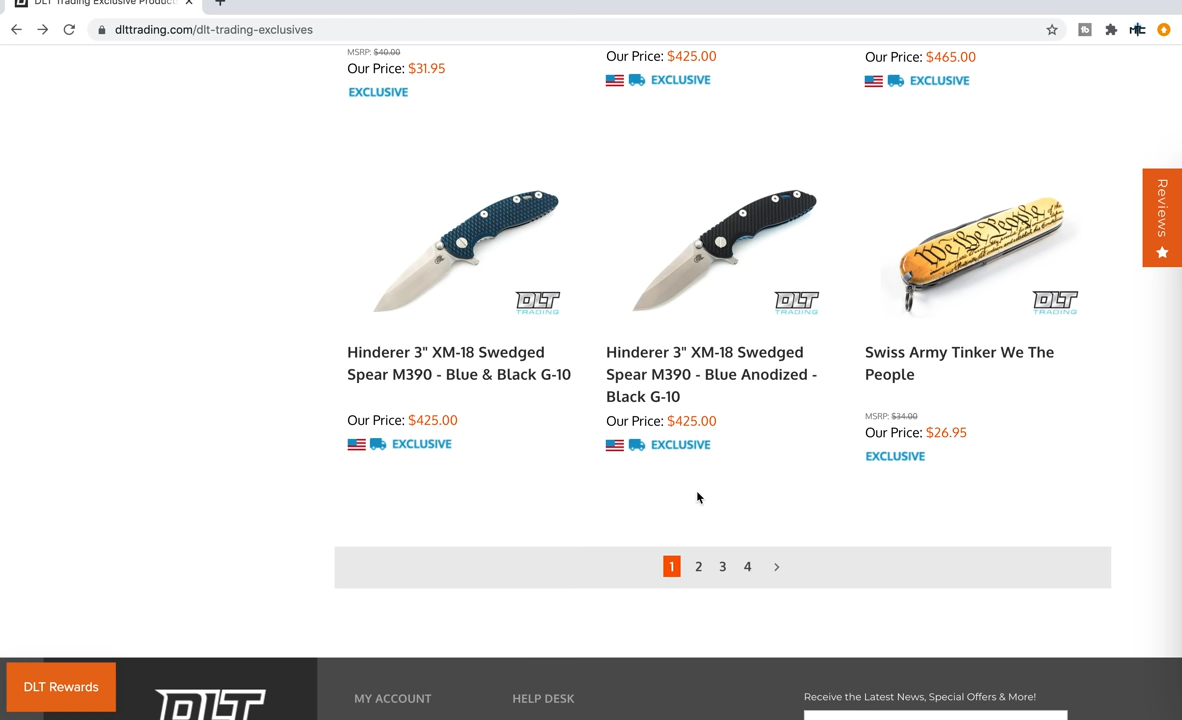 DLT Trading Exclusive Product
dlttrading.com/dlt-trading-exclusives
MSRP: $40.00
Our Price: $31.95
EXCLUSIVE
Our Price: $425.00
EXCLUSIVE
Our Price: $465.00
EXCLUSIVE
Reviews
DLT
TRADING
DLT
TRADING
We the People
DLT
TRADING
Hinderer 3" XM-18 Swedged
Spear M390 - Blue & Black G-10
Our Price: $425.00
EXCLUSIVE
Hinderer 3" XM-18 Swedged
Spear M390 - Blue Anodized -
Black G-10
Our Price: $425.00
EXCLUSIVE
Swiss Army Tinker We The
People
MSRP: $34.00
Our Price: $26.95
EXCLUSIVE
1 2 3 4 >
DLT Rewards
DLT
MY ACCOUNT
HELP DESK
Receive the Latest News, Special Offers & More!